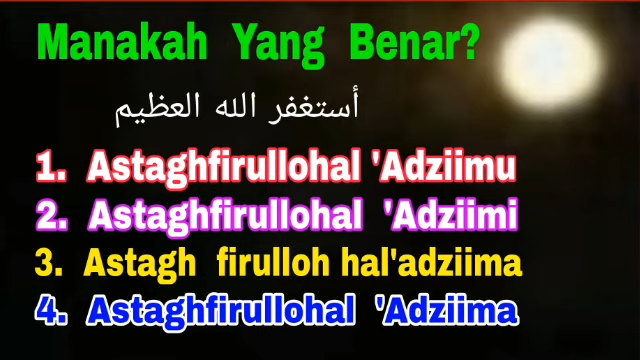 Manakah Yang Benar?
أستغفر الله العظيم
1. Astaghfirullohal 'Adziimu
2. Astaghfirullohal 'Adziimi
3. Astagh firulloh hal'adziima
4. Astaghfirullohal 'Adziima